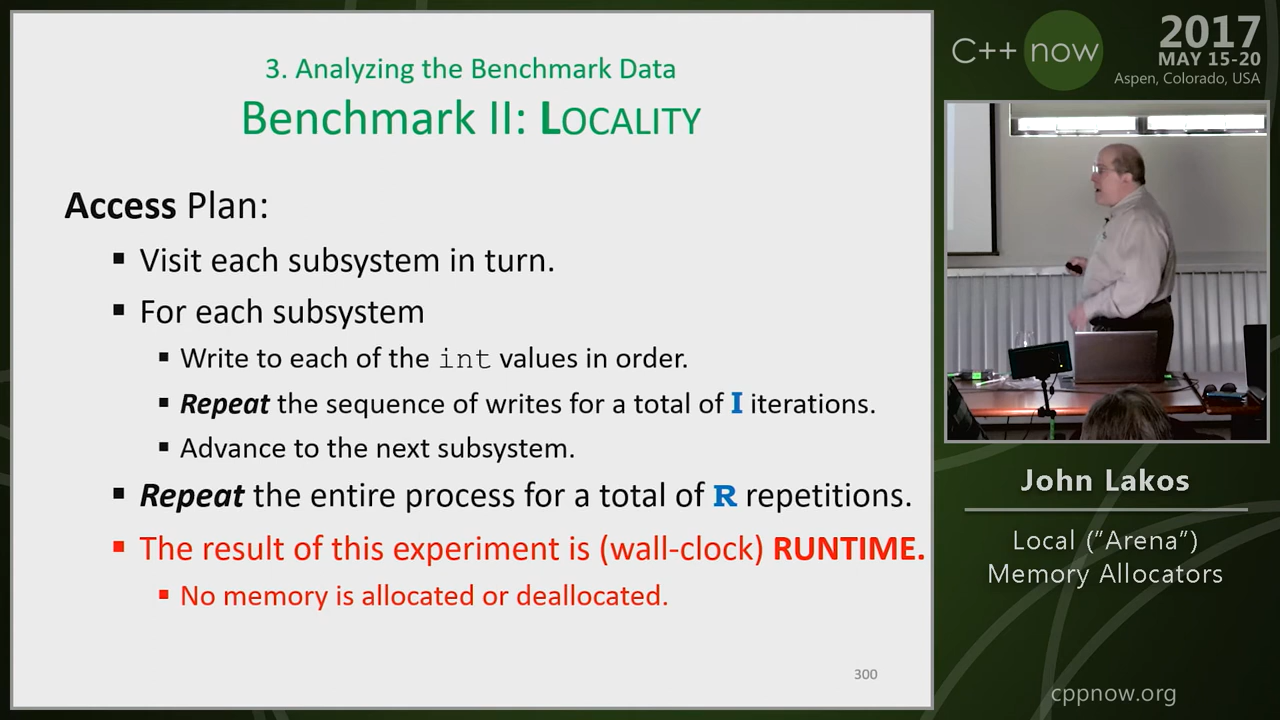 3. Analyzing the Benchmark Data
Benchmark II: LOCALITY
Access Plan:
▪ Visit each subsystem in turn.
▪ For each subsystem
▪ Write to each of the int values in order.
▪ Repeat the sequence of writes for a total of I iterations.
▪ Advance to the next subsystem.
▪ Repeat the entire process for a total of R repetitions.
▪ The result of this experiment is (wall-clock) RUNTIME.
▪ No memory is allocated or deallocated.
300
C++ now
2017
MAY 15-20
Aspen, Colorado, USA
John Lakos
Local ("Arena")
Memory Allocators
cppnow.org